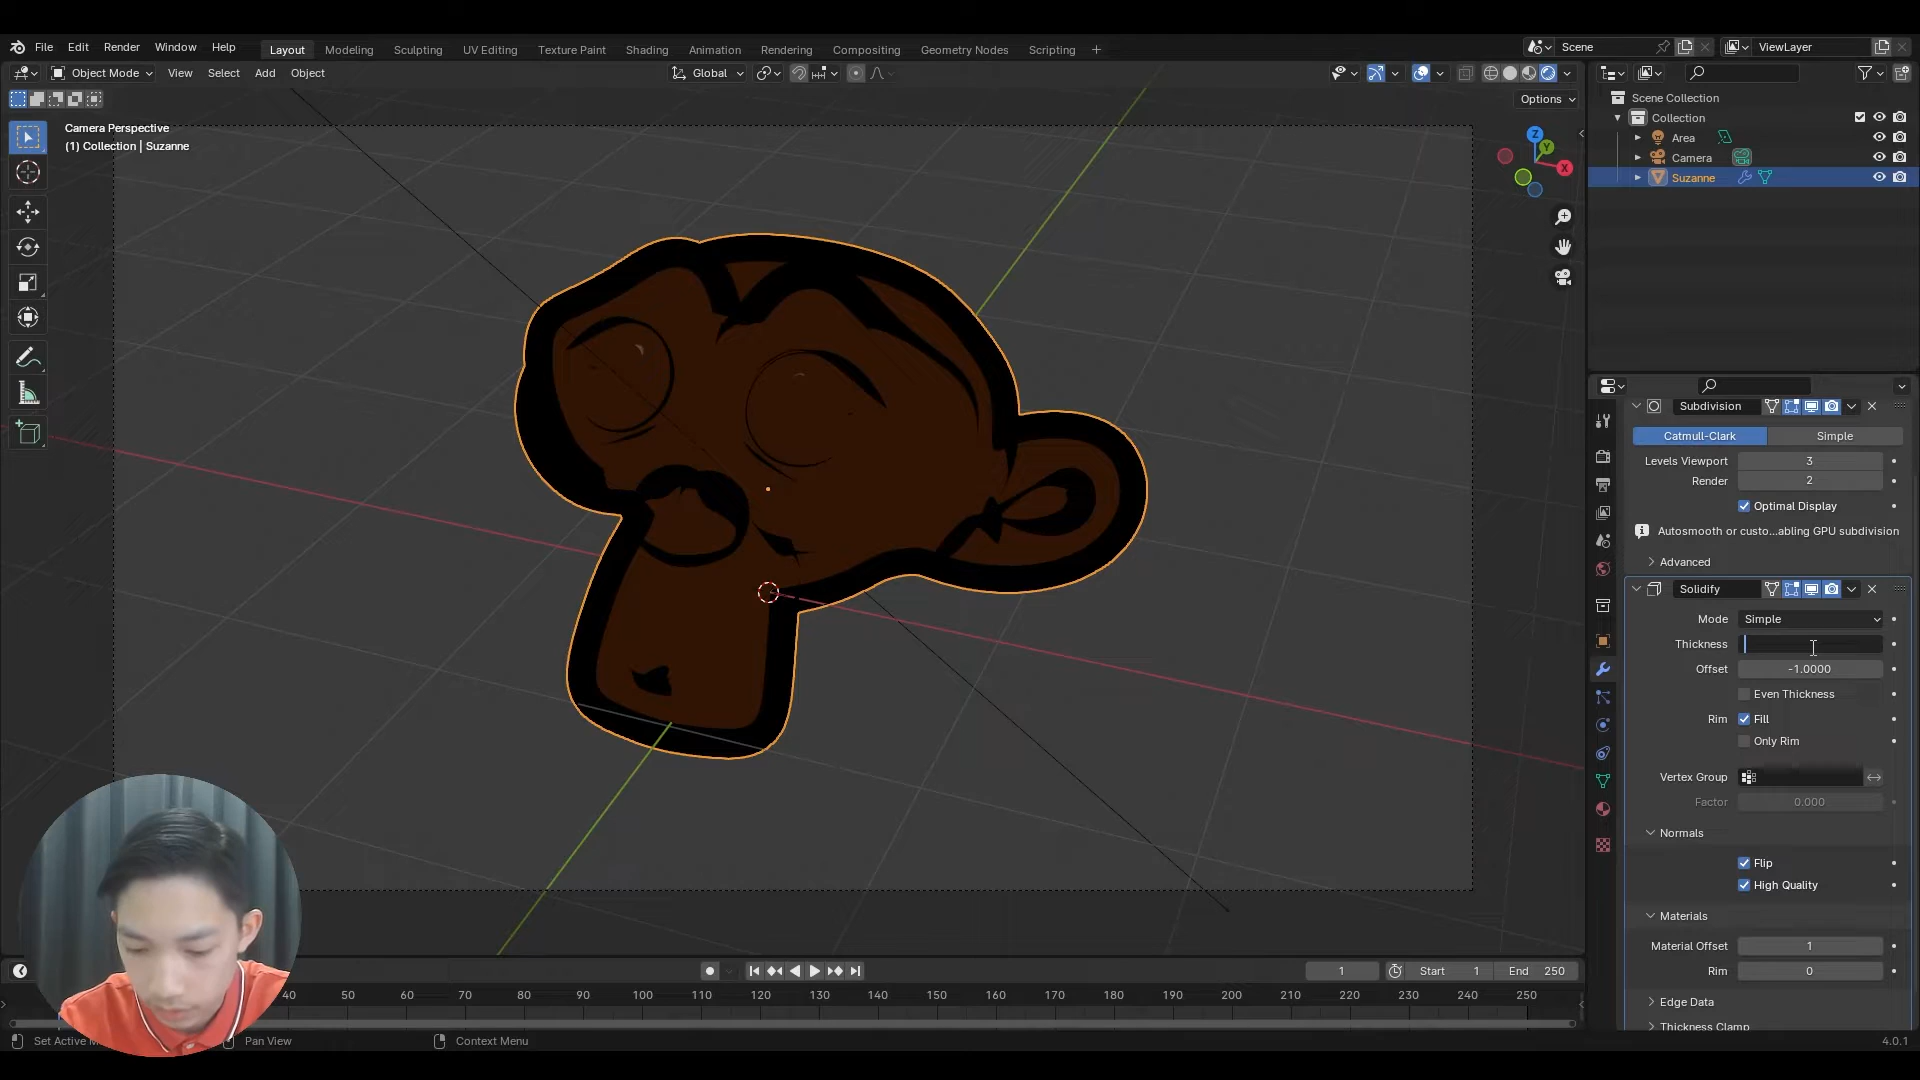 File Edit Render Window Help Layout Modeling Sculpting UV Editing Texture Paint Shading Animation Rendering Compositing Geometry Nodes Scripting + Scene ViewLayer
Object Mode View Select Add Object Global
Options
Camera Perspective
(1) Collection | Suzanne
Z
Y
X
Scene Collection
Collection
Area
Camera
Suzanne
Subdivision
Catmull-Clark Simple
Levels Viewport 3
Render 2
Optimal Display
Autosmooth or custo...abling GPU subdivision
Advanced
Solidify
Mode Simple
Thickness
Offset -1.0000
Even Thickness
Rim Fill
Only Rim
Vertex Group
Factor 0.000
Normals
Flip
High Quality
Materials
Material Offset 1
Rim 0
Edge Data
Thickness Clamp
1 Start 1 End 250
40 50 60 70 80 90 100 110 120 130 140 150 160 170 180 190 200 210 220 230 240 250
Set Active M Pan View Context Menu 4.0.1